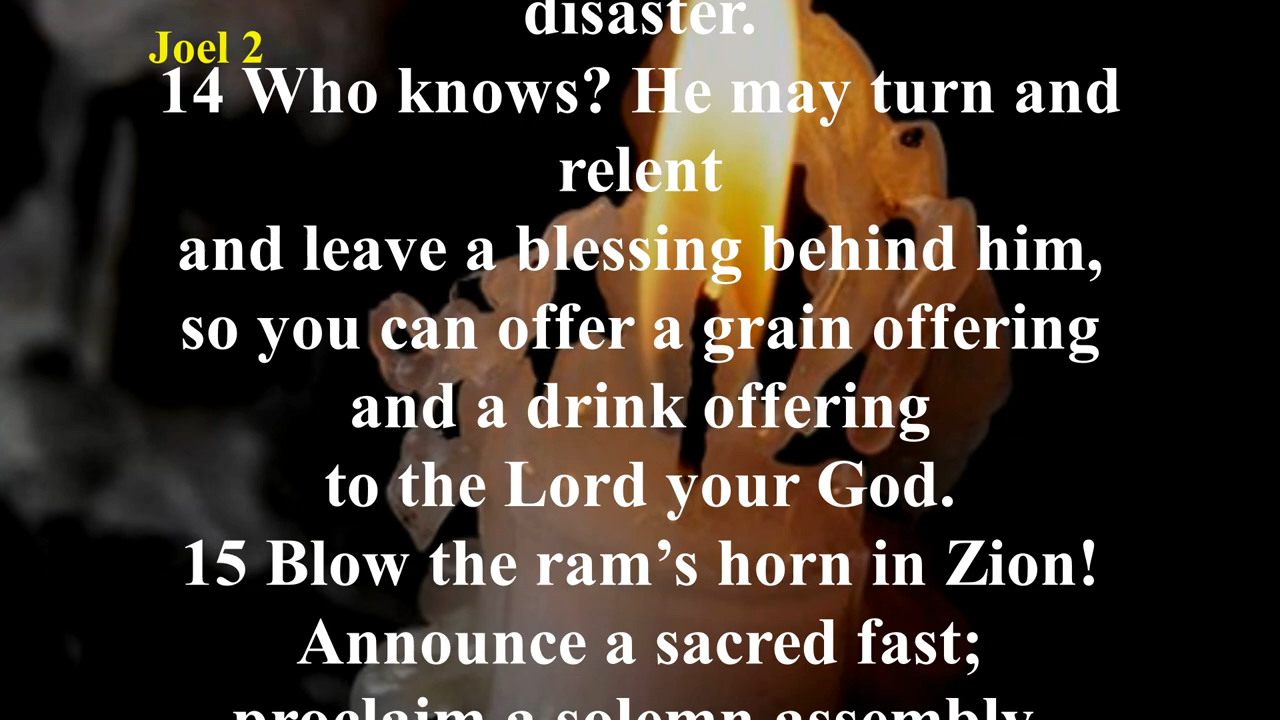 disaster.
Joel 2
14 Who knows? He may turn and
relent
and leave a blessing behind him,
so you can offer a grain offering
and a drink offering
to the Lord your God.
15 Blow the ram’s horn in Zion!
Announce a sacred fast;
proclaim a solemn assembly.